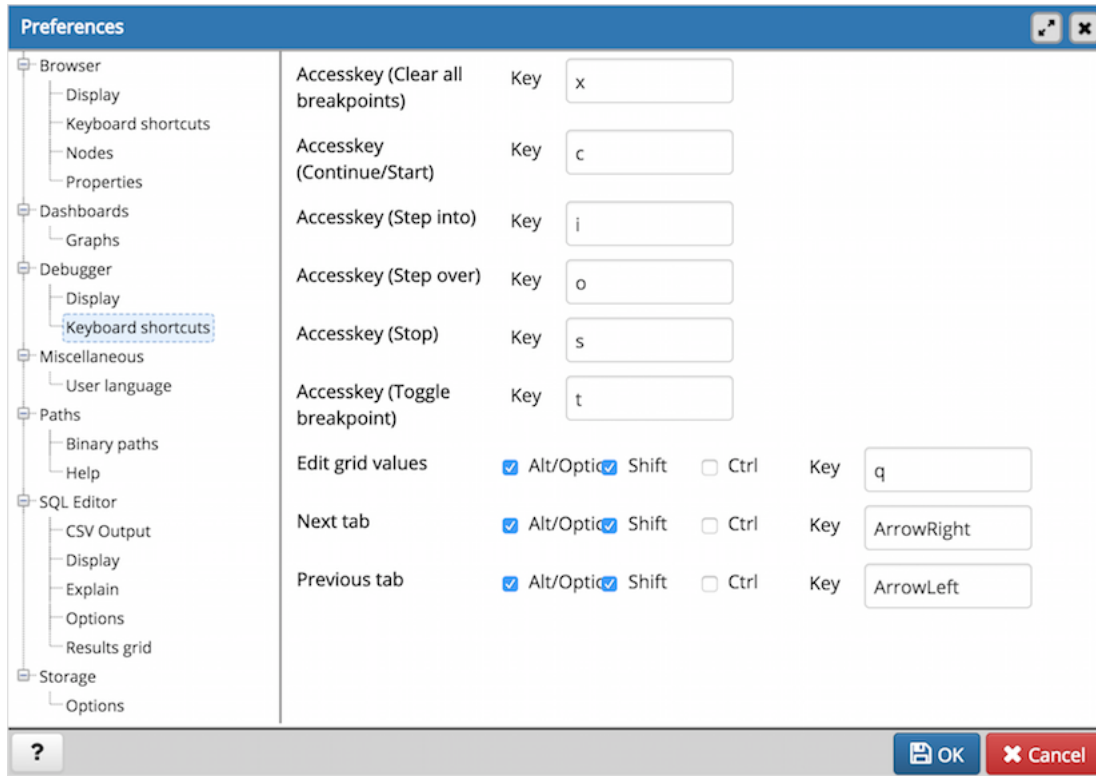 Preferences
Browser
Display
Keyboard shortcuts
Nodes
Properties
Dashboards
Graphs
Debugger
Display
Keyboard shortcuts
Miscellaneous
User language
Paths
Binary paths
Help
SQL Editor
CSV Output
Display
Explain
Options
Results grid
Storage
Options
Accesskey (Clear all
breakpoints)
Key x
Accesskey
(Continue/Start)
Key c
Accesskey (Step into) Key i
Accesskey (Step over) Key o
Accesskey (Stop) Key s
Accesskey (Toggle
breakpoint)
Key t
Edit grid values Alt/Optio Shift Ctrl Key q
Next tab Alt/Optio Shift Ctrl Key ArrowRight
Previous tab Alt/Optio Shift Ctrl Key ArrowLeft
? OK Cancel